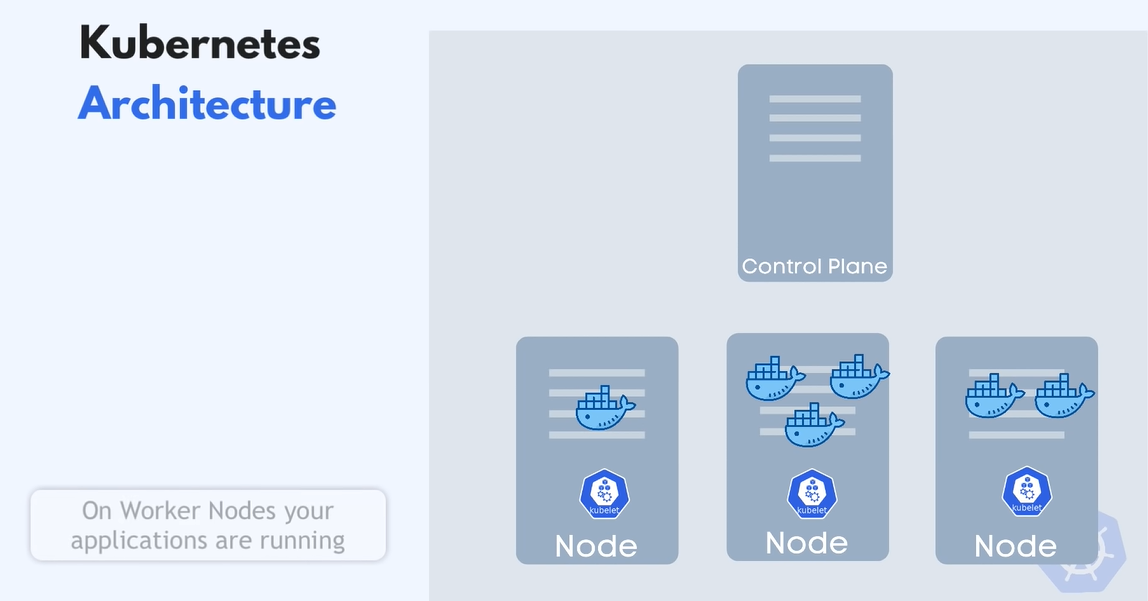 Kubernetes
Architecture
Control Plane
kubelet
kubelet
kubelet
Node
Node
Node
On Worker Nodes your
applications are running